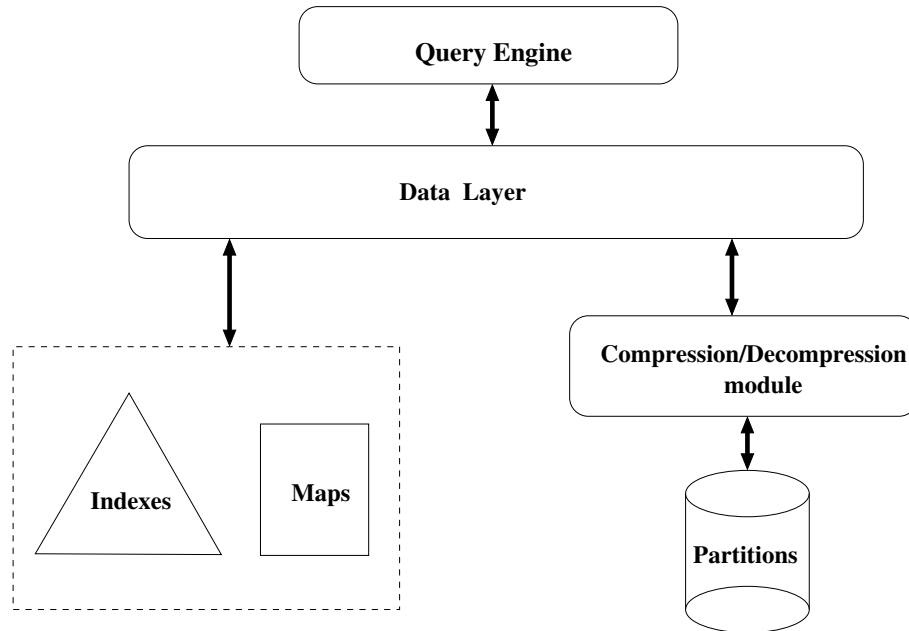 Query Engine
Data Layer
Compression/Decompression
module
Indexes
Maps
Partitions